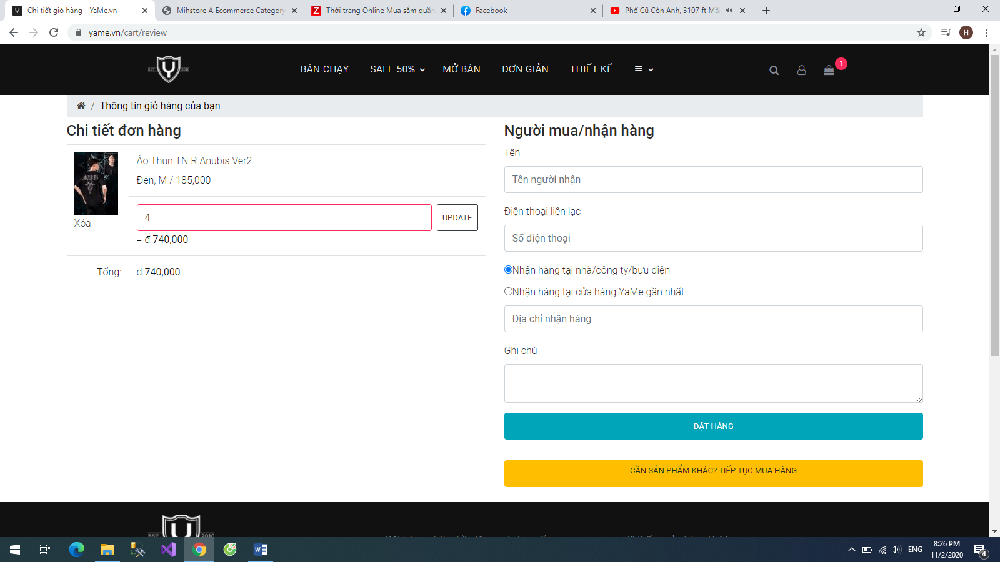 Chi tiết giỏ hàng - YaMe.vn
Mihstore A Ecommerce Category
Thời trang Online Mua sắm quần
Facebook
Phố Cũ Còn Anh, 3107 ft Mã
yame.vn/cart/review
H
Y
EST. 2010
BÁN CHẠY
SALE 50%
MỞ BÁN
ĐƠN GIẢN
THIẾT KẾ
1
/ Thông tin giỏ hàng của bạn
Chi tiết đơn hàng
Áo Thun TN R Anubis Ver2
Đen, M / 185,000
Xóa
4
UPDATE
= đ 740,000
Tổng: đ 740,000
Người mua/nhận hàng
Tên
Tên người nhận
Điện thoại liên lạc
Số điện thoại
Nhận hàng tại nhà/công ty/bưu điện
Nhận hàng tại cửa hàng YaMe gần nhất
Địa chỉ nhận hàng
Ghi chú
ĐẶT HÀNG
CẦN SẢN PHẨM KHÁC? TIẾP TỤC MUA HÀNG
EST 2010
ENG
8:26 PM
11/2/2020
4